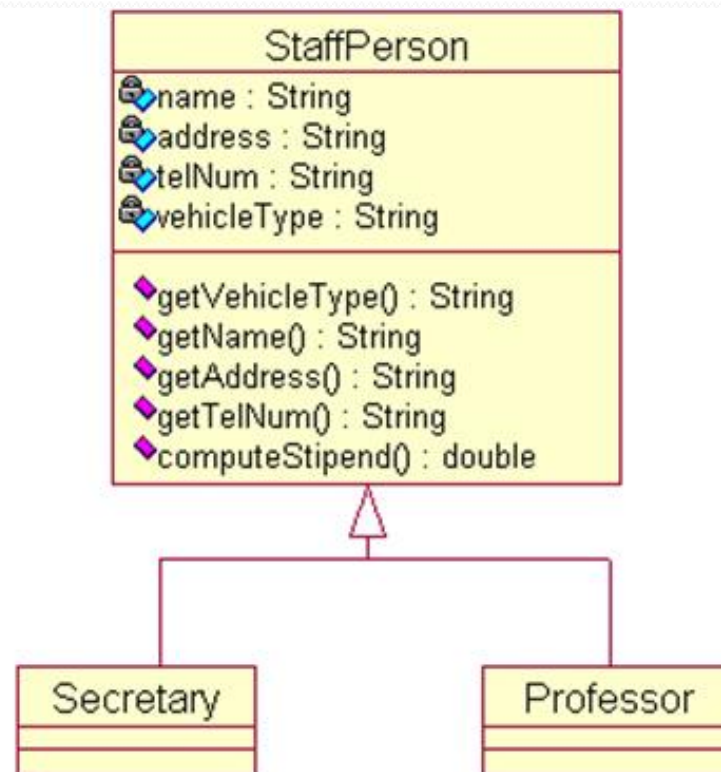 StaffPerson
name : String
address : String
telNum : String
vehicleType : String
getVehicleType() : String
getName() : String
getAddress() : String
getTelNum() : String
computeStipend() : double
Secretary
Professor